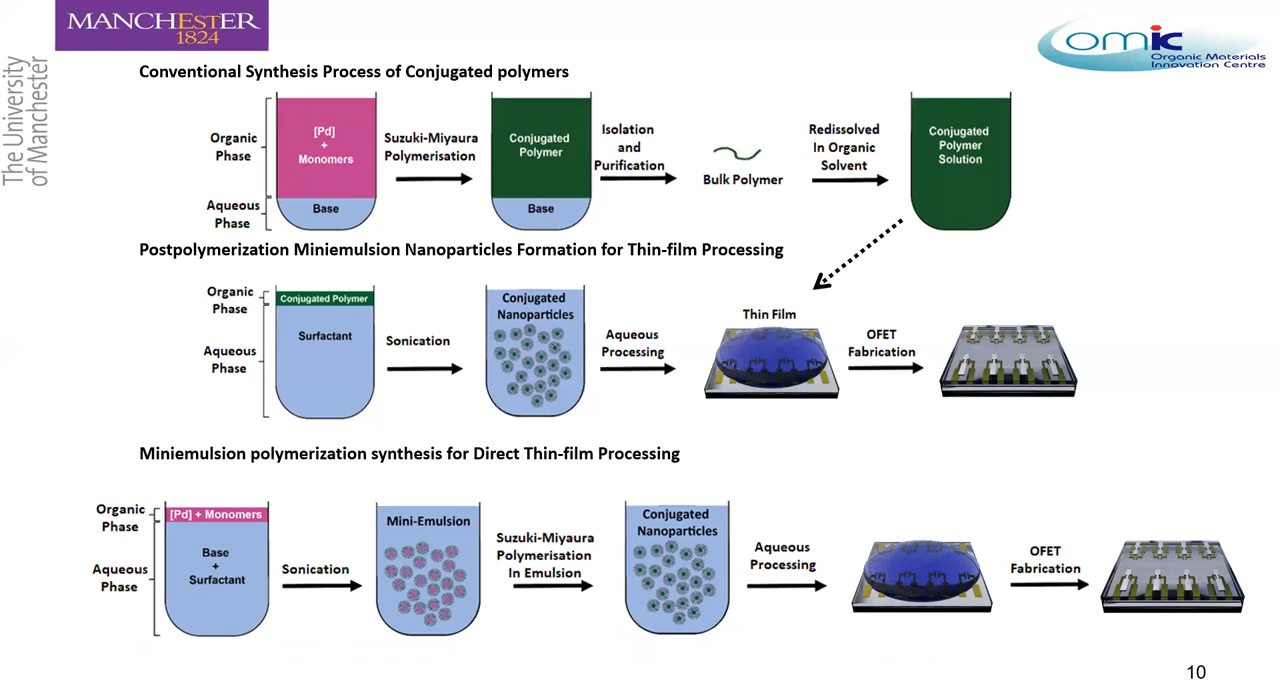 MANCHESTER
1824
The University
of Manchester
omic
Organic Materials
Innovation Centre
Conventional Synthesis Process of Conjugated polymers
Organic
Phase
Aqueous
Phase
[Pd]
+
Monomers
Base
Suzuki-Miyaura
Polymerisation
Conjugated
Polymer
Base
Isolation
and
Purification
Bulk Polymer
Redissolved
In Organic
Solvent
Conjugated
Polymer
Solution
Postpolymerization Miniemulsion Nanoparticles Formation for Thin-film Processing
Organic
Phase
Aqueous
Phase
Conjugated Polymer
Surfactant
Sonication
Conjugated
Nanoparticles
Aqueous
Processing
Thin Film
OFET
Fabrication
Miniemulsion polymerization synthesis for Direct Thin-film Processing
Organic
Phase
Aqueous
Phase
[Pd] + Monomers
Base
+
Surfactant
Sonication
Mini-Emulsion
Suzuki-Miyaura
Polymerisation
In Emulsion
Conjugated
Nanoparticles
Aqueous
Processing
OFET
Fabrication
10